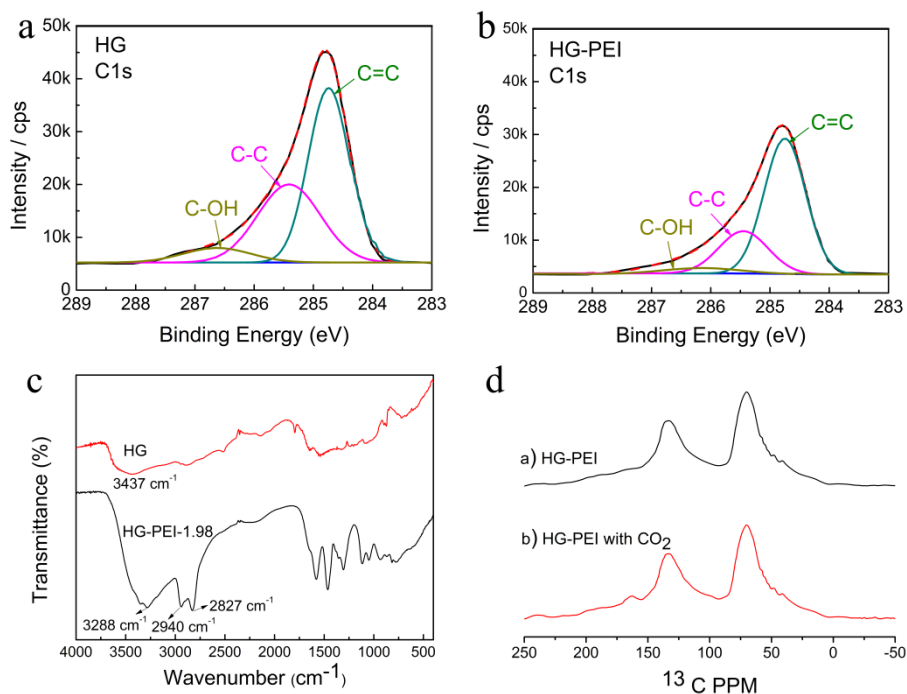 a
HG
C1s
50k
40k
30k
20k
10k
0
Intensity / cps
C=C
C-C
C-OH
289 288 287 286 285 284 283
Binding Energy (eV)
b
HG-PEI
C1s
50k
40k
30k
20k
10k
0
Intensity / cps
C=C
C-C
C-OH
289 288 287 286 285 284 283
Binding Energy (eV)
c
HG
3437 cm⁻¹
HG-PEI-1.98
2827 cm⁻¹
3288 cm⁻¹
2940 cm⁻¹
Transmittance (%)
4000 3500 3000 2500 2000 1500 1000 500
Wavenumber (cm⁻¹)
d
a) HG-PEI
b) HG-PEI with CO₂
250 200 150 100 50 0 -50
¹³ C PPM